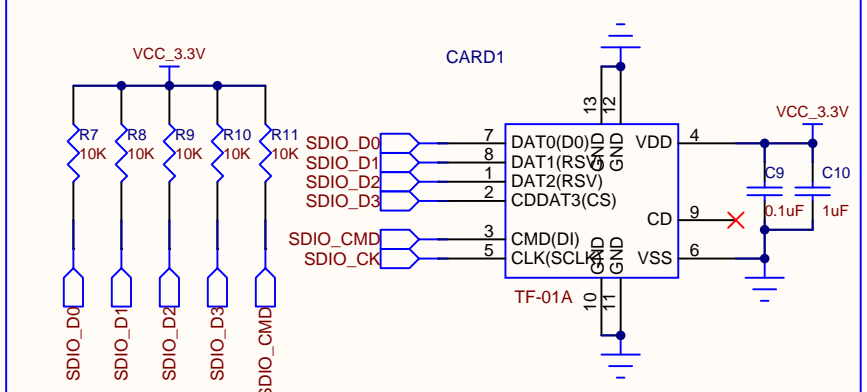 VCC_3.3V
R7
10K
R8
10K
R9
10K
R10
10K
R11
10K
SDIO_D0
SDIO_D1
SDIO_D2
SDIO_D3
SDIO_CMD
CARD1
13
12
SDIO_D0
7
DAT0(D0)
SDIO_D1
8
DAT1(RSV)
SDIO_D2
1
DAT2(RSV)
SDIO_D3
2
CDDAT3(CS)
SDIO_CMD
3
CMD(DI)
SDIO_CK
5
CLK(SCLK)
GND
GND
GND
GND
VDD
4
CD
9
VSS
6
10
11
TF-01A
VCC_3.3V
C9
0.1uF
C10
1uF